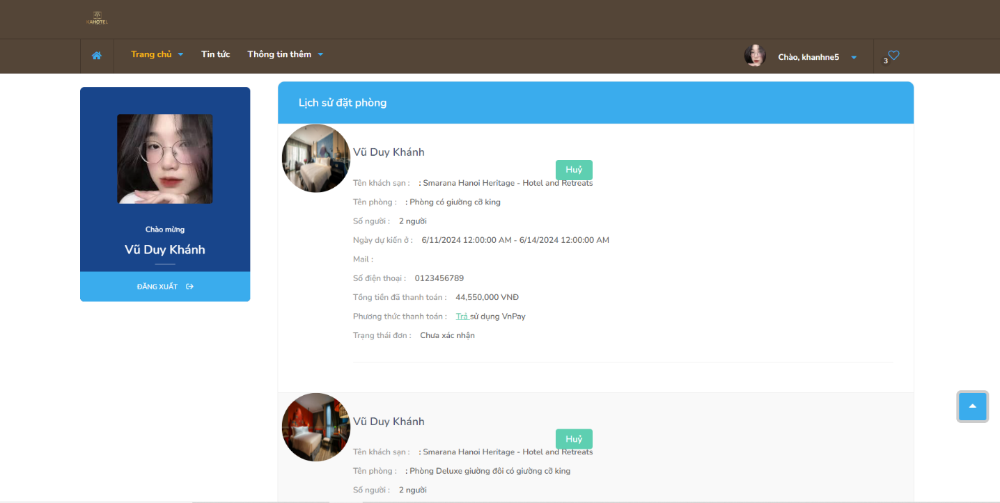 KAHOTEL
Trang chủ Tin tức Thông tin thêm Chào, khanhne5 3
Chào mừng
Vũ Duy Khánh
ĐĂNG XUẤT
Lịch sử đặt phòng
Vũ Duy Khánh
Huỷ
Tên khách sạn : : Smarana Hanoi Heritage - Hotel and Retreats
Tên phòng : : Phòng có giường cỡ king
Số người : 2 người
Ngày dự kiến ở : 6/11/2024 12:00:00 AM - 6/14/2024 12:00:00 AM
Mail :
Số điện thoại : 0123456789
Tổng tiền đã thanh toán : 44,550,000 VNĐ
Phương thức thanh toán : Trả sử dụng VnPay
Trạng thái đơn : Chưa xác nhận
Vũ Duy Khánh
Huỷ
Tên khách sạn : : Smarana Hanoi Heritage - Hotel and Retreats
Tên phòng : : Phòng Deluxe giường đôi có giường cỡ king
Số người : 2 người